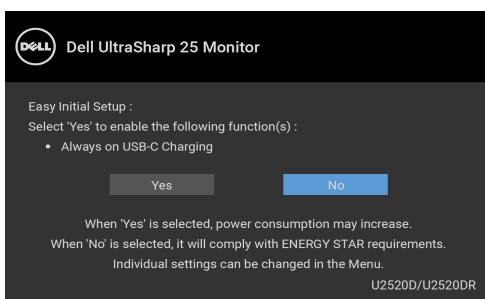 DELL
Dell UltraSharp 25 Monitor
Easy Initial Setup :
Select 'Yes' to enable the following function(s) :
• Always on USB-C Charging
Yes No
When 'Yes' is selected, power consumption may increase.
When 'No' is selected, it will comply with ENERGY STAR requirements.
Individual settings can be changed in the Menu.
U2520D/U2520DR